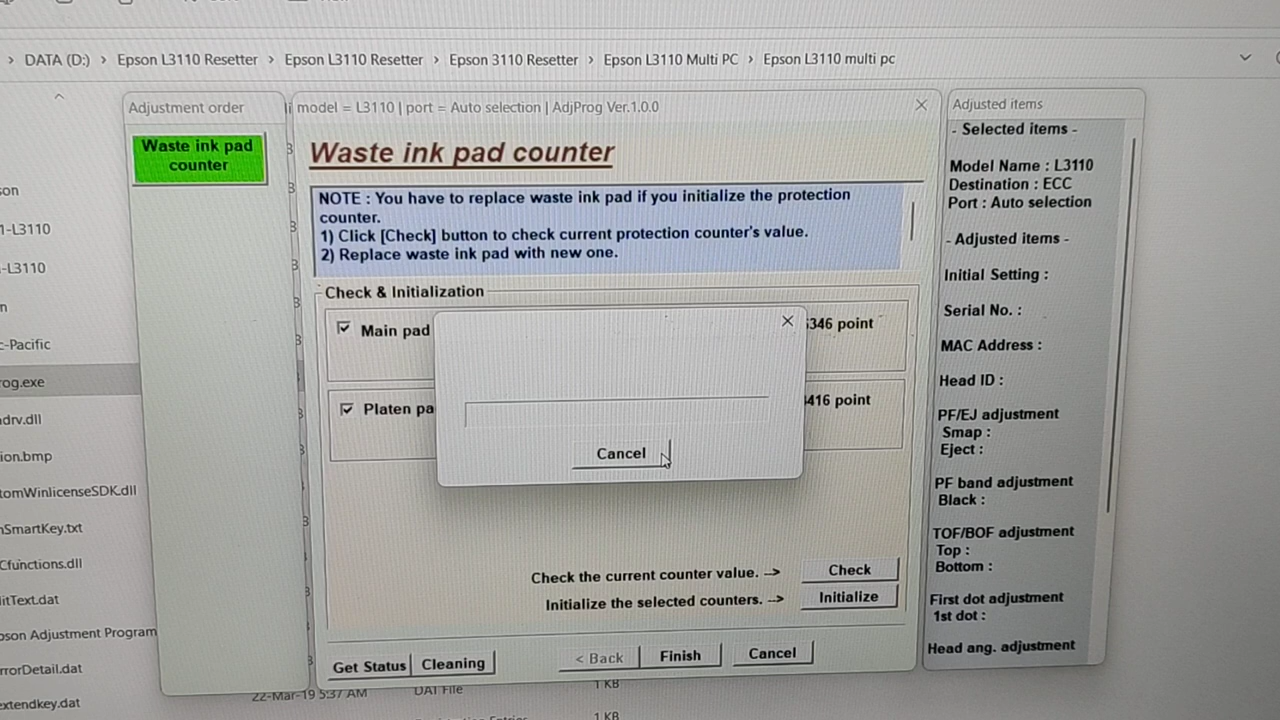 DATA (D:) > Epson L3110 Resetter > Epson L3110 Resetter > Epson 3110 Resetter > Epson L3110 Multi PC > Epson L3110 multi pc
Adjustment order
Waste ink pad
counter
model = L3110 | port = Auto selection | AdjProg Ver.1.0.0
Waste ink pad counter
NOTE : You have to replace waste ink pad if you initialize the protection
counter.
1) Click [Check] button to check current protection counter's value.
2) Replace waste ink pad with new one.
Check & Initialization
Main pad
346 point
Platen pa
416 point
Cancel
Check the current counter value. -->
Check
Initialize the selected counters. -->
Initialize
Get Status
Cleaning
< Back
Finish
Cancel
Adjusted items
- Selected items -
Model Name : L3110
Destination : ECC
Port : Auto selection
- Adjusted items -
Initial Setting :
Serial No. :
MAC Address :
Head ID :
PF/EJ adjustment
Smap :
Eject :
PF band adjustment
Black :
TOF/BOF adjustment
Top :
Bottom :
First dot adjustment
1st dot :
Head ang. adjustment
son
1-L3110
-L3110
n
c-Pacific
rog.exe
ndrv.dll
ion.bmp
tomWinlicenseSDK.dll
nSmartKey.txt
Cfunctions.dll
litText.dat
pson Adjustment Program
rrorDetail.dat
extendkey.dat
22-Mar-19 5:37 AM
DAT File
1 KB
1 KB